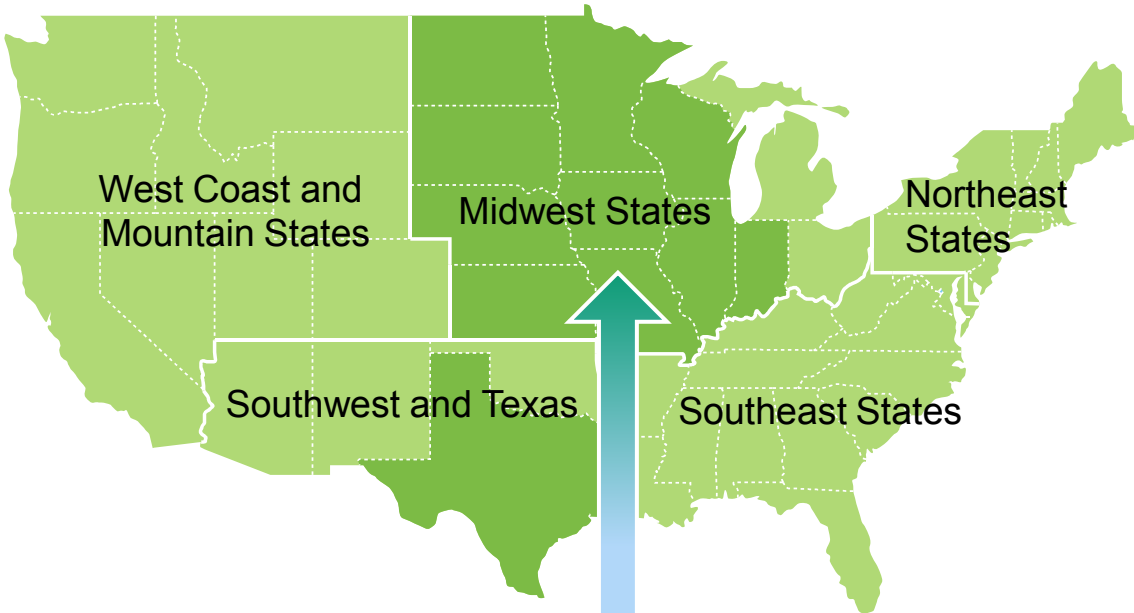 West Coast and
Mountain States
Midwest States
Northeast
States
Southwest and Texas
Southeast States